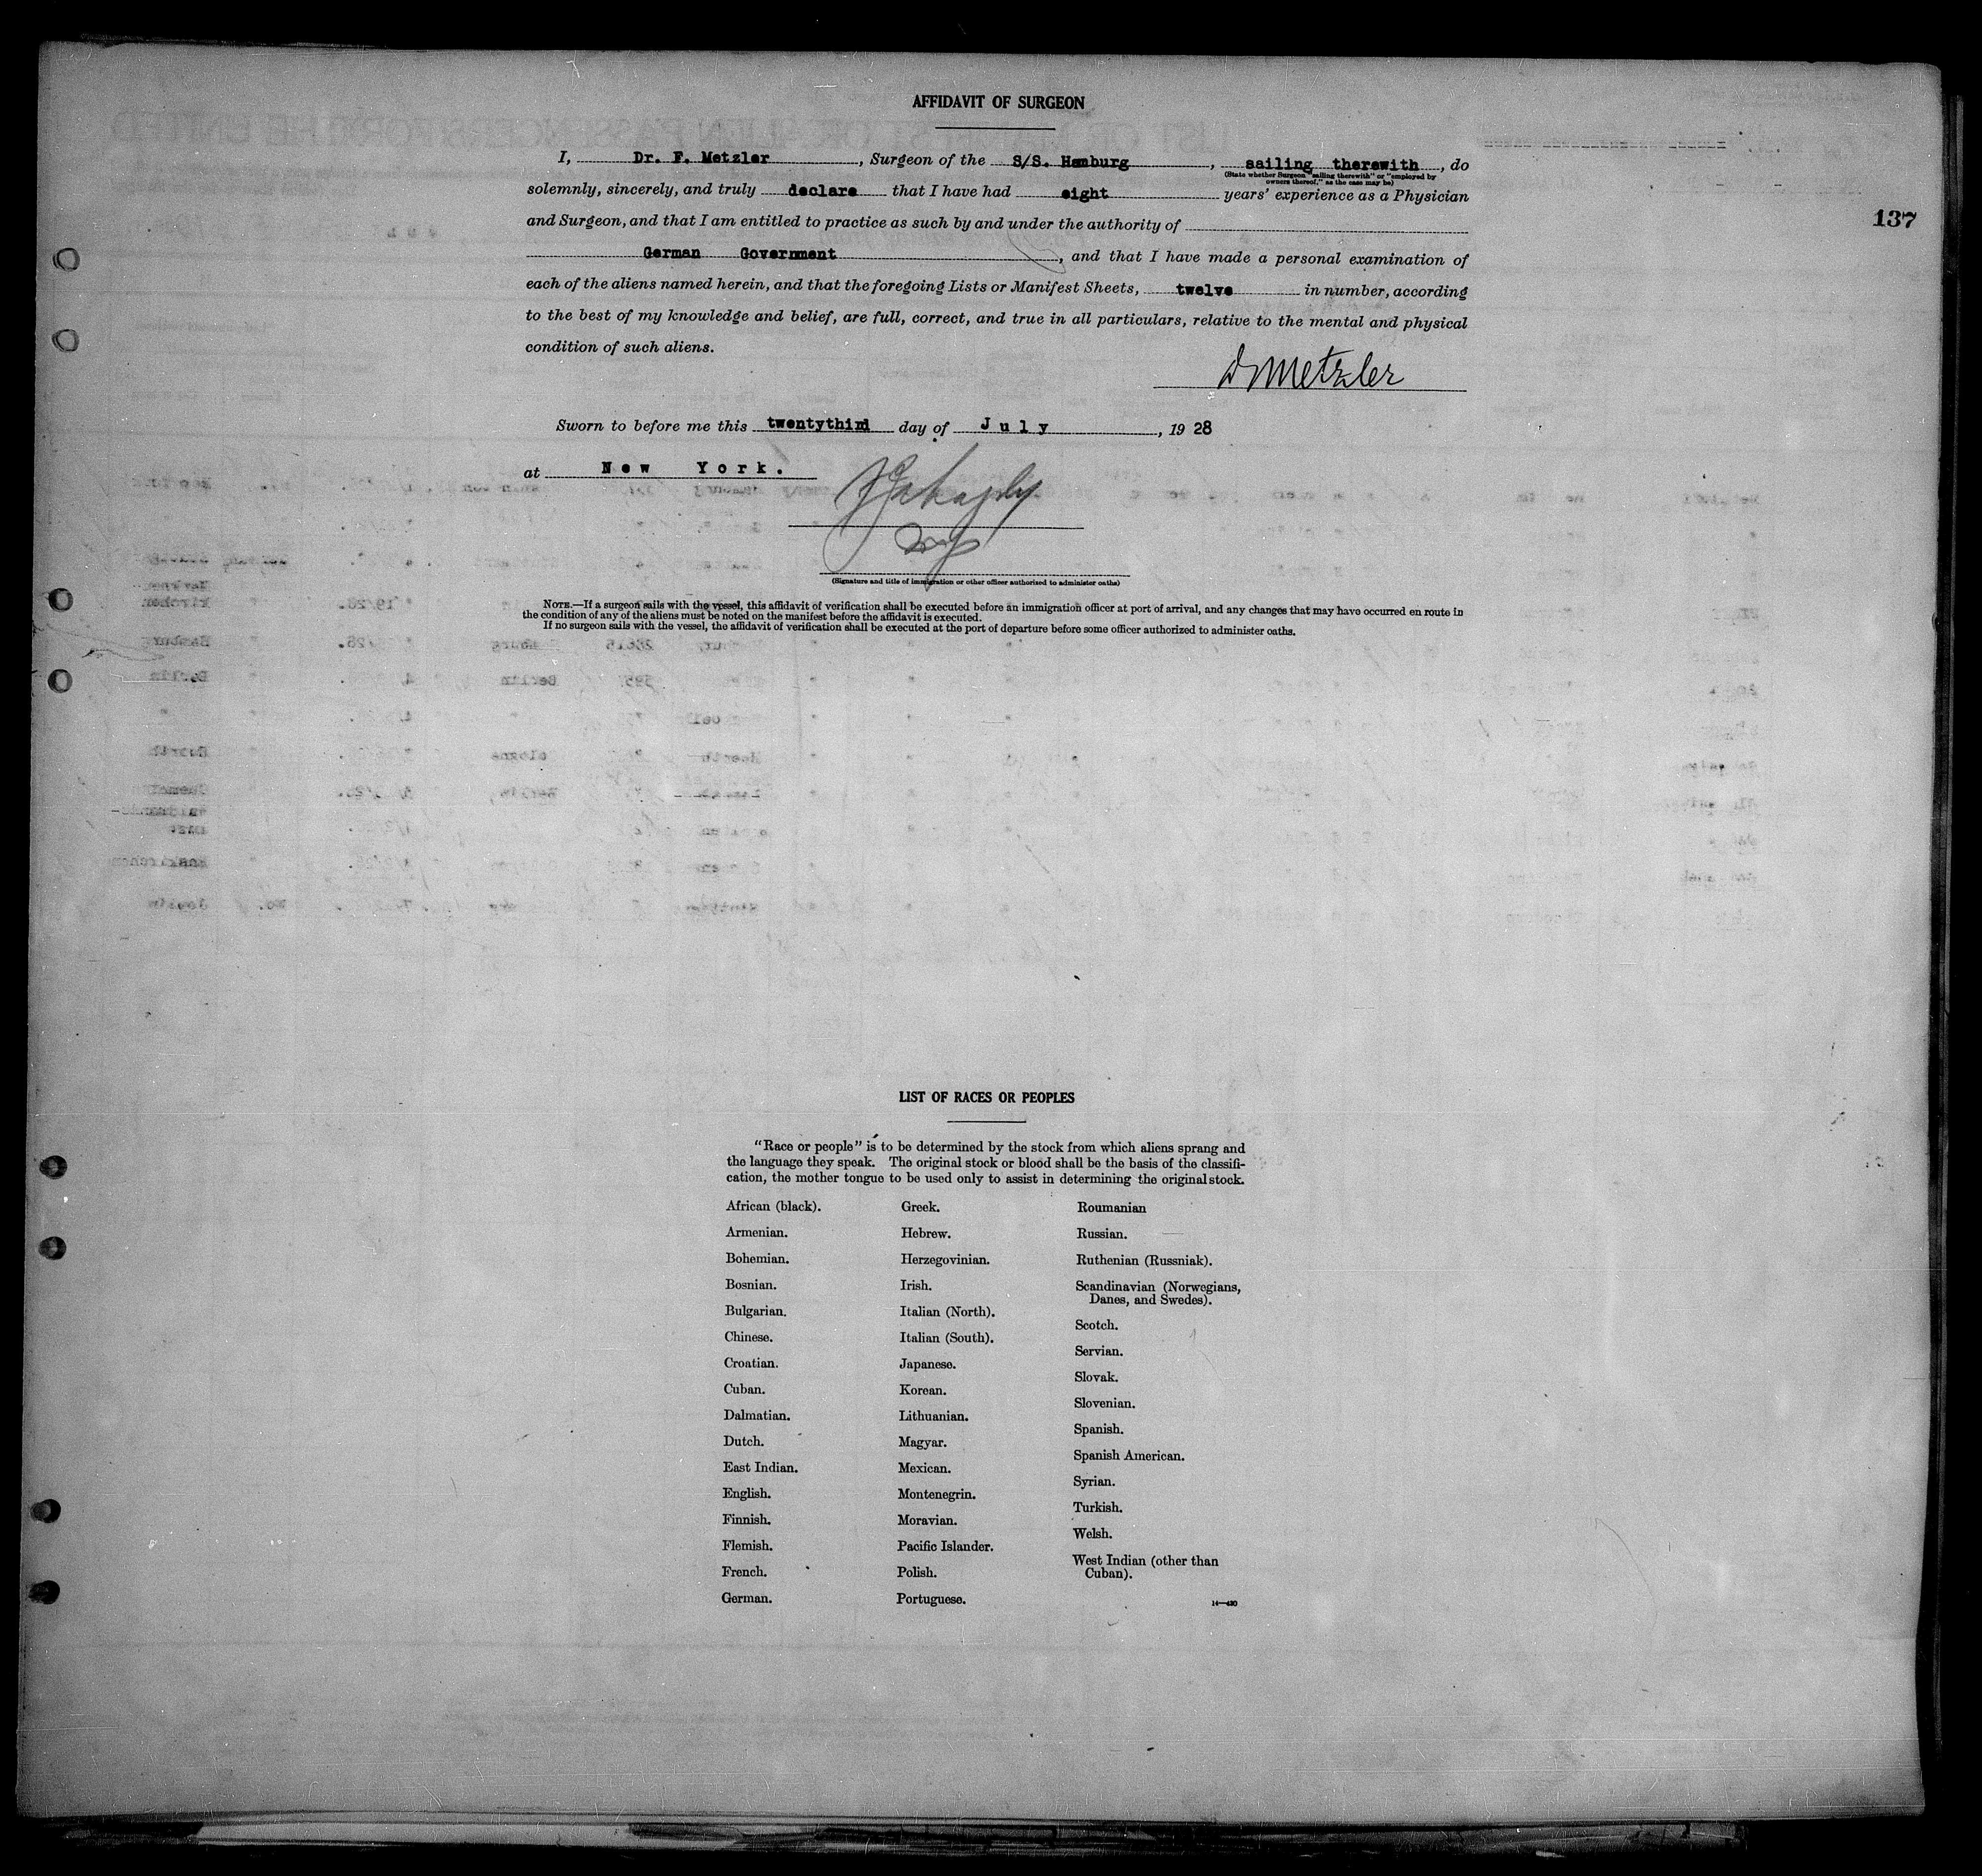 AFFIDAVIT OF SURGEON
I, Dr. F. Metzler, Surgeon of the S/S. Hamburg, sailing therewith, do
(State whether Surgeon "sailing therewith" or "employed by
owners thereof," as the case may be)
solemnly, sincerely, and truly declare that I have had eight years' experience as a Physician
and Surgeon, and that I am entitled to practice as such by and under the authority of
German Government, and that I have made a personal examination of
each of the aliens named herein, and that the foregoing Lists or Manifest Sheets, twelve in number, according
to the best of my knowledge and belief, are full, correct, and true in all particulars, relative to the mental and physical
condition of such aliens.
137
Dr Metzler
Sworn to before me this twentythird day of July, 19 28
at New York.
(Signature and title of immigration or other officer authorized to administer oaths)
NOTE.—If a surgeon sails with the vessel, this affidavit of verification shall be executed before an immigration officer at port of arrival, and any changes that may have occurred en route in
the condition of any of the aliens must be noted on the manifest before the affidavit is executed.
If no surgeon sails with the vessel, the affidavit of verification shall be executed at the port of departure before some officer authorized to administer oaths.
LIST OF RACES OR PEOPLES
"Race or people" is to be determined by the stock from which aliens sprang and
the language they speak. The original stock or blood shall be the basis of the classifi-
cation, the mother tongue to be used only to assist in determining the original stock.
African (black).
Armenian.
Bohemian.
Bosnian.
Bulgarian.
Chinese.
Croatian.
Cuban.
Dalmatian.
Dutch.
East Indian.
English.
Finnish.
Flemish.
French.
German.
Greek.
Hebrew.
Herzegovinian.
Irish.
Italian (North).
Italian (South).
Japanese.
Korean.
Lithuanian.
Magyar.
Mexican.
Montenegrin.
Moravian.
Pacific Islander.
Polish.
Portuguese.
Roumanian
Russian.
Ruthenian (Russniak).
Scandinavian (Norwegians,
Danes, and Swedes).
Scotch.
Servian.
Slovak.
Slovenian.
Spanish.
Spanish American.
Syrian.
Turkish.
Welsh.
West Indian (other than
Cuban).
14—430